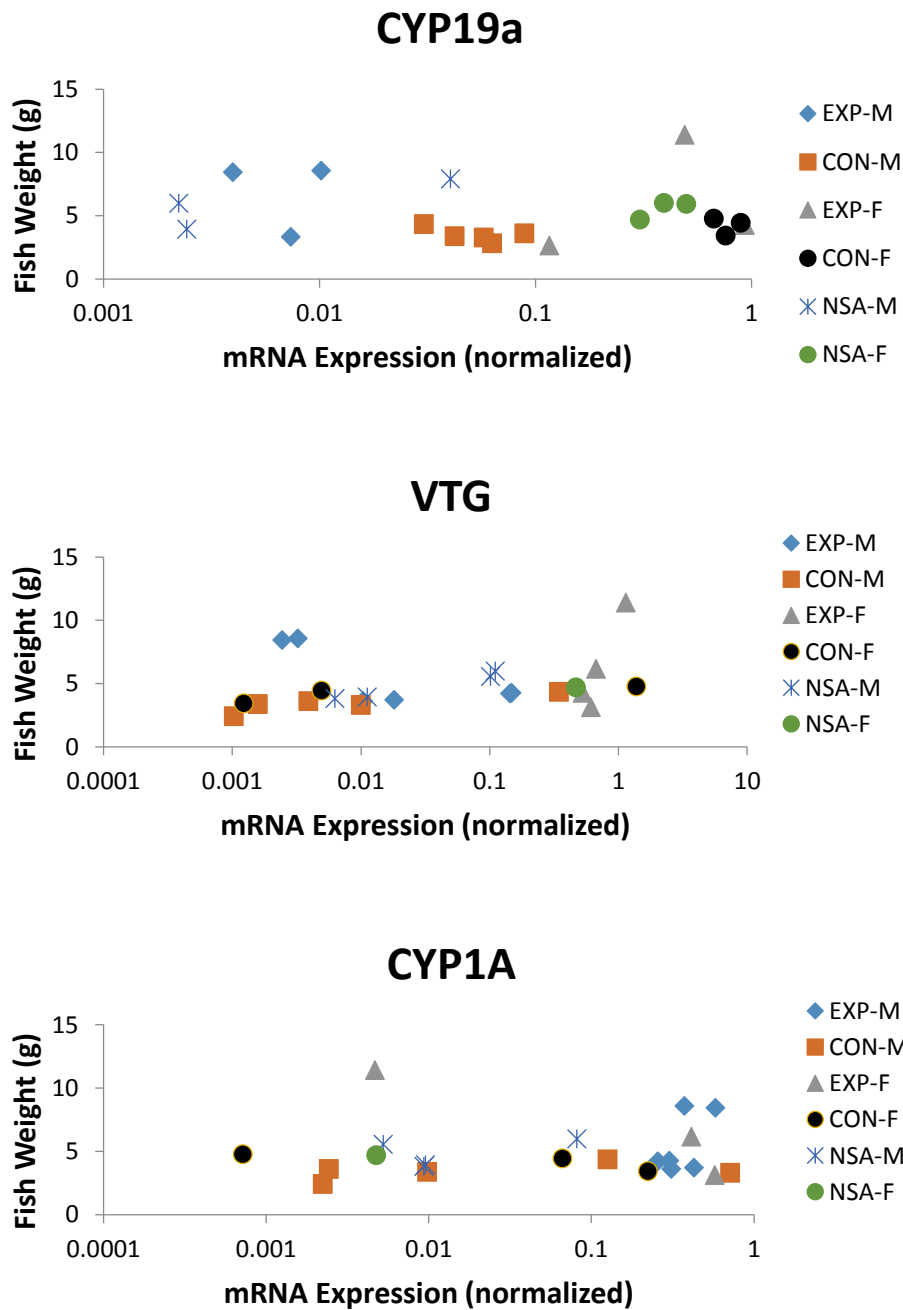 CYP19a
15
10
5
0
Fish Weight (g)
0.001 0.01 0.1 1
mRNA Expression (normalized)
EXP-M
CON-M
EXP-F
CON-F
NSA-M
NSA-F
VTG
15
10
5
0
Fish Weight (g)
0.0001 0.001 0.01 0.1 1 10
mRNA Expression (normalized)
EXP-M
CON-M
EXP-F
CON-F
NSA-M
NSA-F
CYP1A
15
10
5
0
Fish Weight (g)
0.0001 0.001 0.01 0.1 1
mRNA Expression (normalized)
EXP-M
CON-M
EXP-F
CON-F
NSA-M
NSA-F